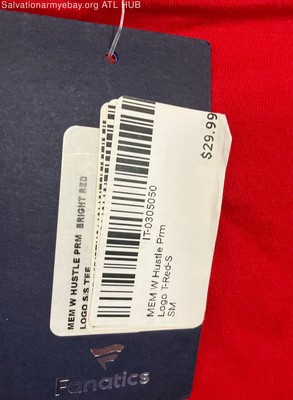 Salvationarmyebay.org ATL HUB
$29.99
IT-0305050
MEM W Hustle Prm
Logo T-Red-S
SM
MEM W HUSTLE PRM BRIGHT RED
LOGO S.S TEE
Fanatics